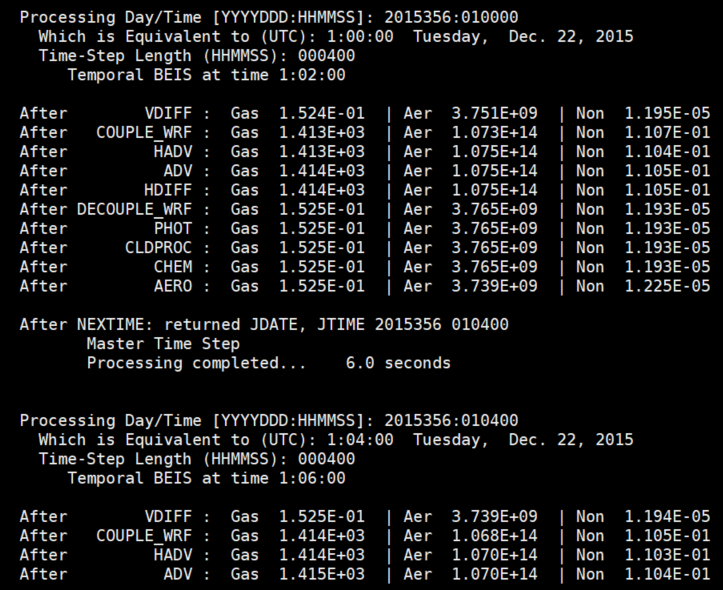 Processing Day/Time [YYYYDDD:HHMMSS]: 2015356:010000
Which is Equivalent to (UTC): 1:00:00  Tuesday,  Dec. 22, 2015
Time-Step Length (HHMMSS): 000400
Temporal BEIS at time 1:02:00
After        VDIFF :  Gas  1.524E-01  | Aer  3.751E+09  | Non  1.195E-05
After   COUPLE_WRF :  Gas  1.413E+03  | Aer  1.073E+14  | Non  1.107E-01
After         HADV :  Gas  1.413E+03  | Aer  1.075E+14  | Non  1.104E-01
After          ADV :  Gas  1.414E+03  | Aer  1.075E+14  | Non  1.105E-01
After        HDIFF :  Gas  1.414E+03  | Aer  1.075E+14  | Non  1.105E-01
After DECOUPLE_WRF :  Gas  1.525E-01  | Aer  3.765E+09  | Non  1.193E-05
After         PHOT :  Gas  1.525E-01  | Aer  3.765E+09  | Non  1.193E-05
After      CLDPROC :  Gas  1.525E-01  | Aer  3.765E+09  | Non  1.193E-05
After         CHEM :  Gas  1.525E-01  | Aer  3.765E+09  | Non  1.193E-05
After         AERO :  Gas  1.525E-01  | Aer  3.739E+09  | Non  1.225E-05
After NEXTIME: returned JDATE, JTIME 2015356 010400
Master Time Step
Processing completed...    6.0 seconds
Processing Day/Time [YYYYDDD:HHMMSS]: 2015356:010400
Which is Equivalent to (UTC): 1:04:00  Tuesday,  Dec. 22, 2015
Time-Step Length (HHMMSS): 000400
Temporal BEIS at time 1:06:00
After        VDIFF :  Gas  1.525E-01  | Aer  3.739E+09  | Non  1.194E-05
After   COUPLE_WRF :  Gas  1.414E+03  | Aer  1.068E+14  | Non  1.105E-01
After         HADV :  Gas  1.414E+03  | Aer  1.070E+14  | Non  1.103E-01
After          ADV :  Gas  1.415E+03  | Aer  1.070E+14  | Non  1.104E-01